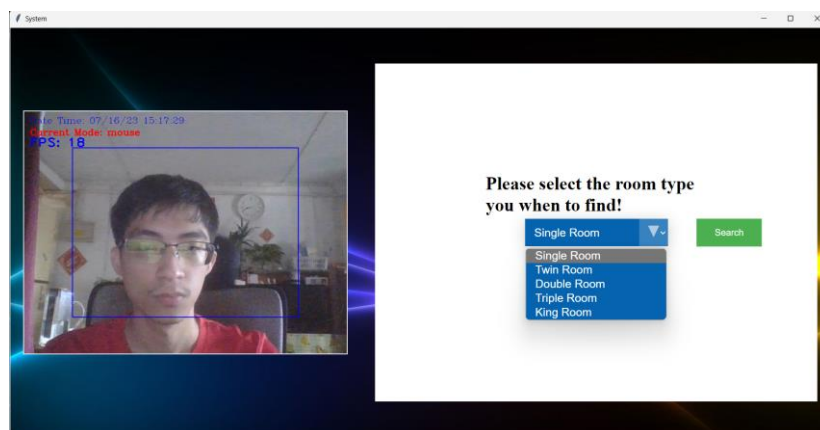 System
Date Time: 07/16/23 15:17:29
Current Mode: mouse
FPS: 18
Please select the room type
you when to find!
Single Room
Search
Single Room
Twin Room
Double Room
Triple Room
King Room